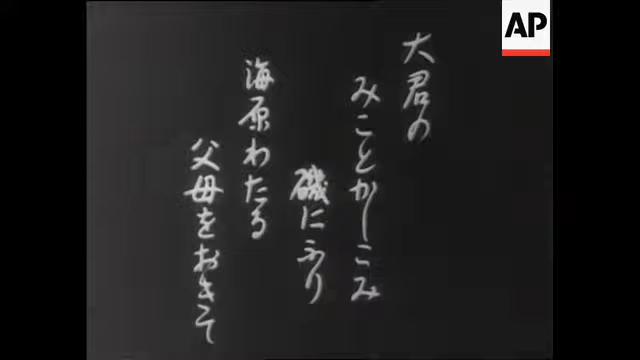 大君の
みことかしこみ
磯にふり
海原わたる
父母をおきて
AP